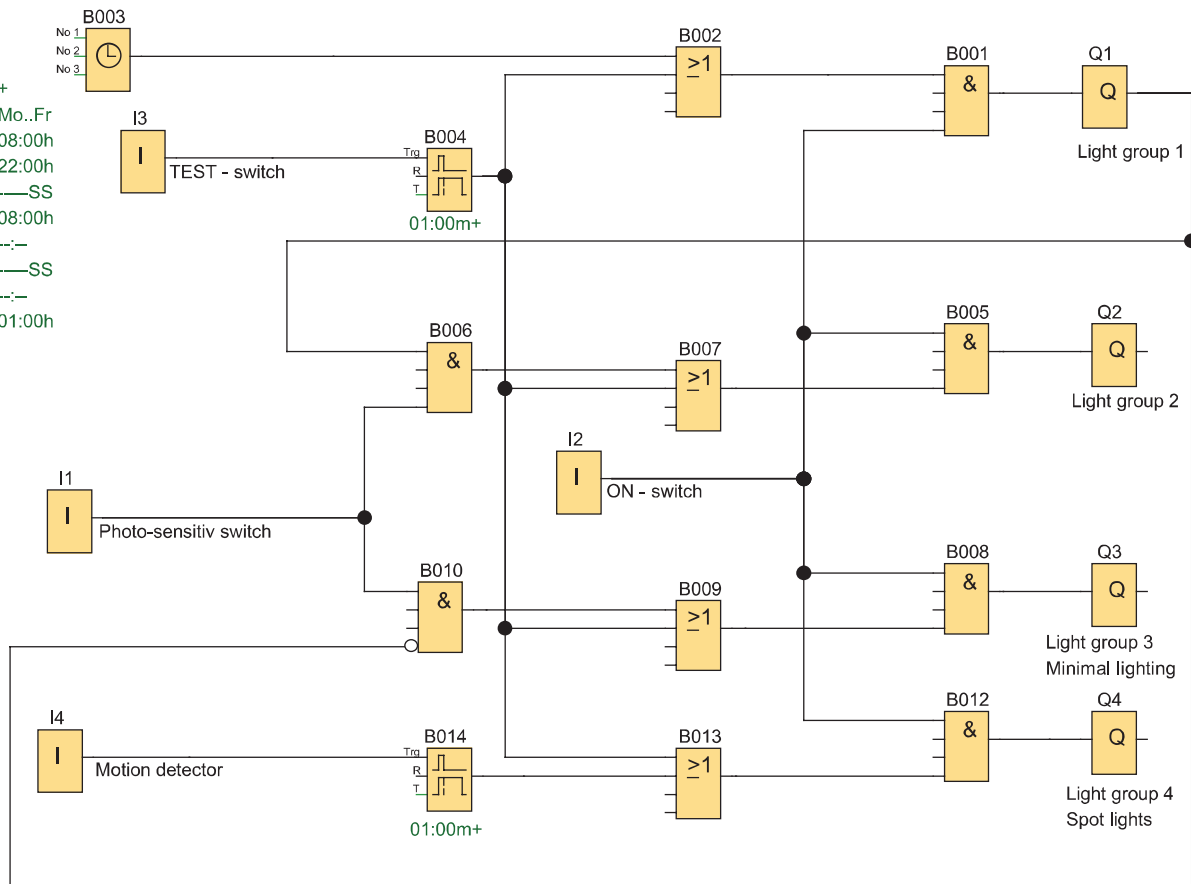 B003
No 1
No 2
No 3
+
Mo..Fr
08:00h
22:00h
-—SS
08:00h
--:--
-—SS
--:--
01:00h
I3
I
TEST - switch
B004
Trg
R
T
01:00m+
B002
≥1
B001
&
Q1
Q
Light group 1
B006
&
B007
≥1
B005
&
Q2
Q
Light group 2
I2
I
ON - switch
I1
I
Photo-sensitiv switch
B010
&
B009
≥1
B008
&
Q3
Q
Light group 3
Minimal lighting
I4
I
Motion detector
B014
Trg
R
T
01:00m+
B013
≥1
B012
&
Q4
Q
Light group 4
Spot lights